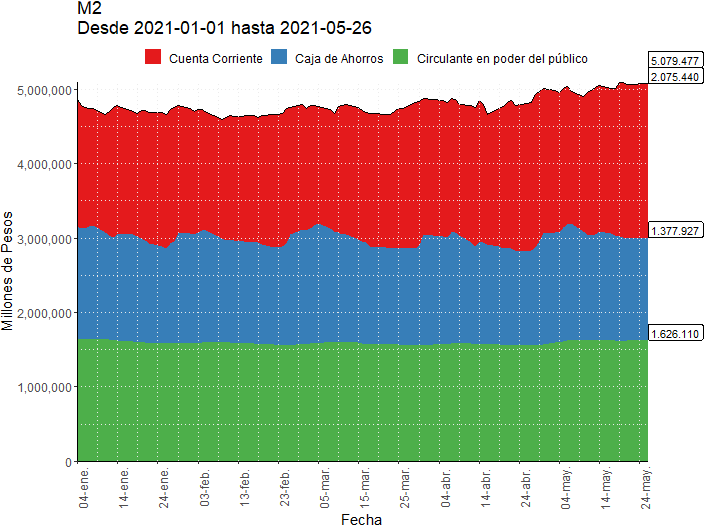 M2
Desde 2021-01-01 hasta 2021-05-26
Cuenta Corriente Caja de Ahorros Circulante en poder del público
5.079.477
2.075.440
1.377.927
1.626.110
Millones de Pesos
5,000,000
4,000,000
3,000,000
2,000,000
1,000,000
0
04-ene. 14-ene. 24-ene. 03-feb. 13-feb. 23-feb. 05-mar. 15-mar. 25-mar. 04-abr. 14-abr. 24-abr. 04-may. 14-may. 24-may.
Fecha